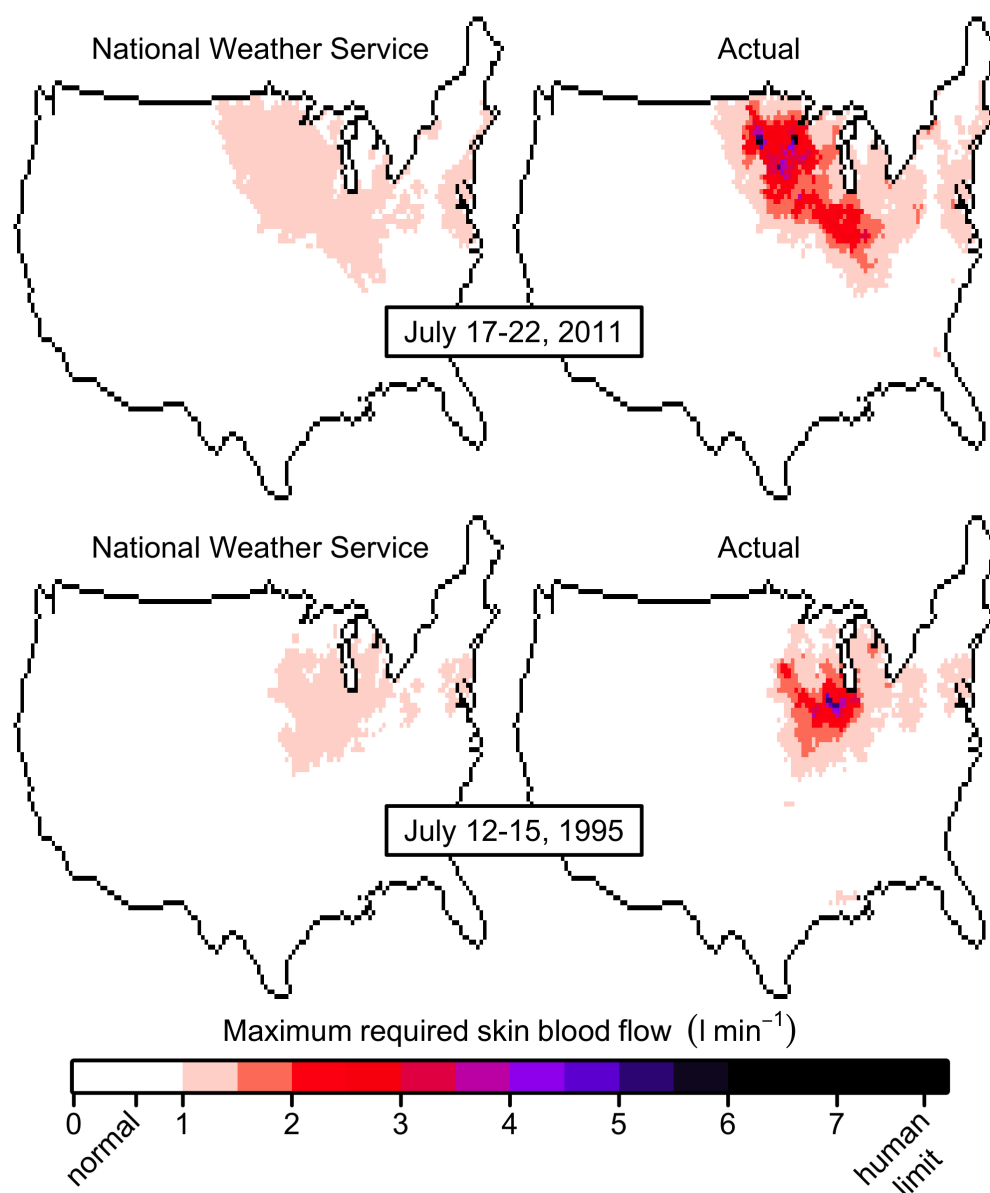 National Weather Service
Actual
July 17-22, 2011
National Weather Service
Actual
July 12-15, 1995
Maximum required skin blood flow (l min⁻¹)
0 normal 1 2 3 4 5 6 7 human
limit